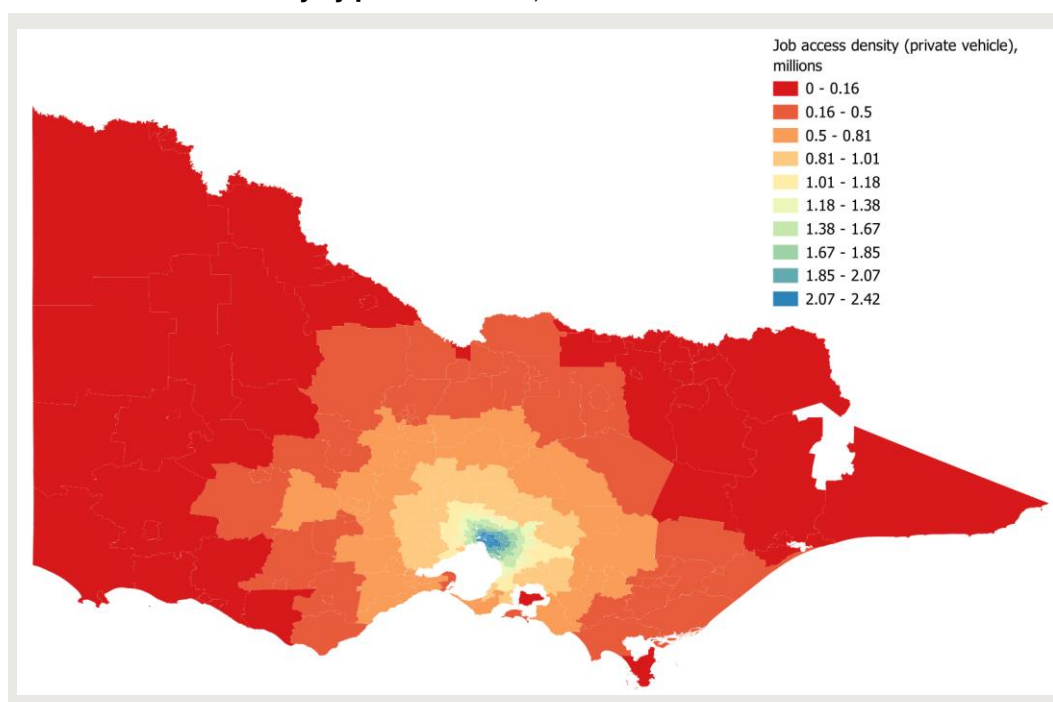 Job access density (private vehicle),
millions
0 - 0.16
0.16 - 0.5
0.5 - 0.81
0.81 - 1.01
1.01 - 1.18
1.18 - 1.38
1.38 - 1.67
1.67 - 1.85
1.85 - 2.07
2.07 - 2.42